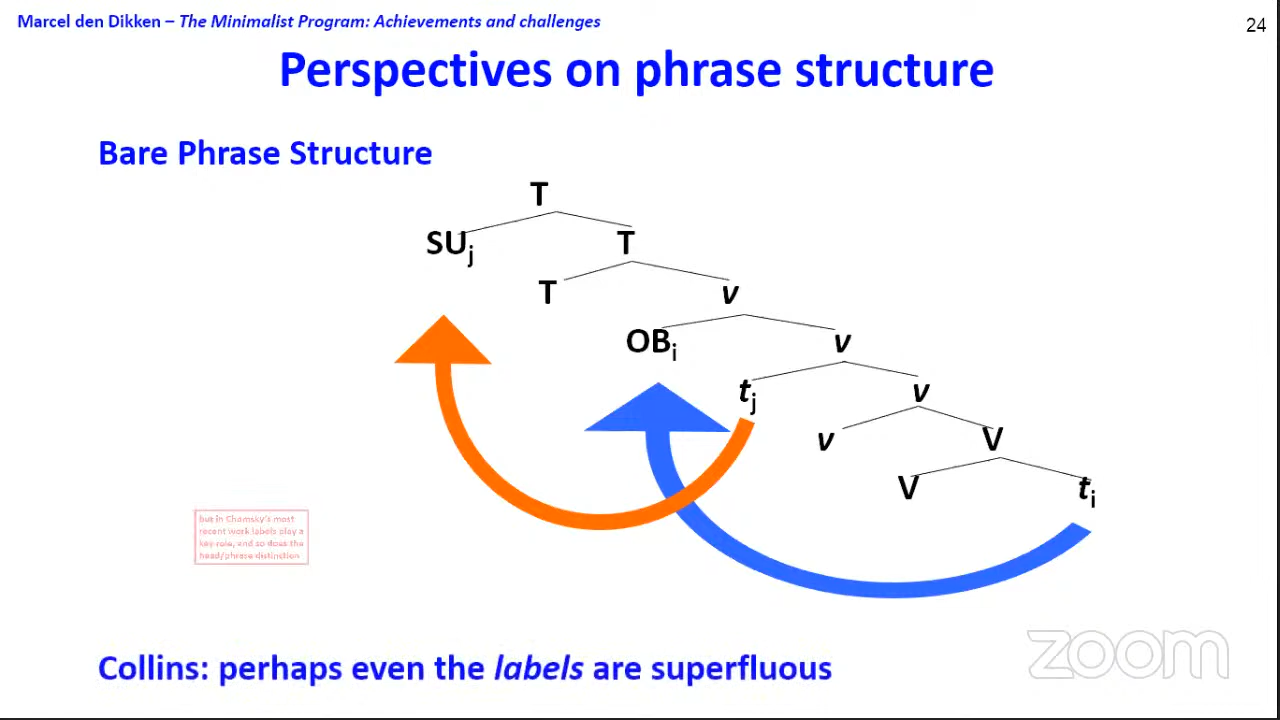 Marcel den Dikken – The Minimalist Program: Achievements and challenges
24
Perspectives on phrase structure
Bare Phrase Structure
T
SUj T
T v
OBi v
tj v
v V
V ti
but in Chomsky's most
recent work labels play a
key role, and so does the
head/phrase distinction
Collins: perhaps even the labels are superfluous
zoom